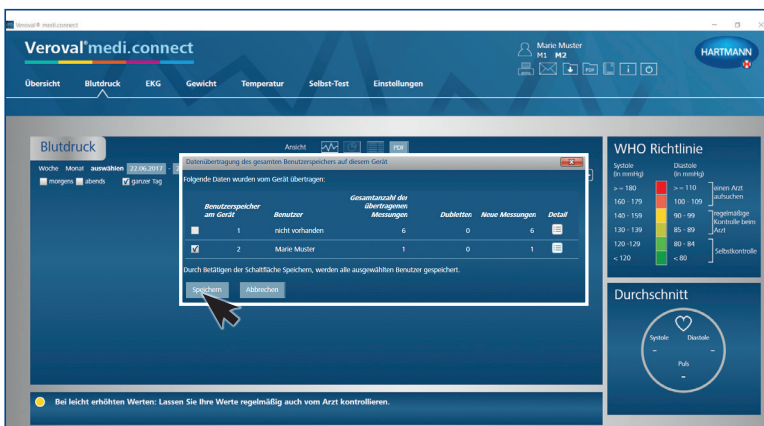 Veroval® medi.connect
Veroval® medi.connect
Marie Muster
M1 M2
PDF
HARTMANN
Übersicht Blutdruck EKG Gewicht Temperatur Selbst-Test Einstellungen
Blutdruck
Ansicht
PDF
Woche Monat auswählen 22.06.2017 -
morgens abends ganzer Tag
Datenübertragung des gesamten Benutzerspeichers auf diesem Gerät
Folgende Daten wurden vom Gerät übertragen:
Benutzerspeicher am Gerät Benutzer Gesamtanzahl der übertragenen Messungen Dubletten Neue Messungen Detail
1 nicht vorhanden 6 0 6
2 Marie Muster 1 0 1
Durch Betätigen der Schaltfläche Speichern, werden alle ausgewählten Benutzer gespeichert.
Speichern Abbrechen
WHO Richtlinie
Systole (in mmHg) Diastole (in mmHg)
>= 180 >= 110 einen Arzt aufsuchen
160 - 179 100 - 109
140 - 159 90 - 99 regelmäßige Kontrolle beim Arzt
130 - 139 85 - 89
120 -129 80 - 84 Selbstkontrolle
< 120 < 80
Durchschnitt
Systole Diastole
- -
Puls
-
Bei leicht erhöhten Werten: Lassen Sie Ihre Werte regelmäßig auch vom Arzt kontrollieren.